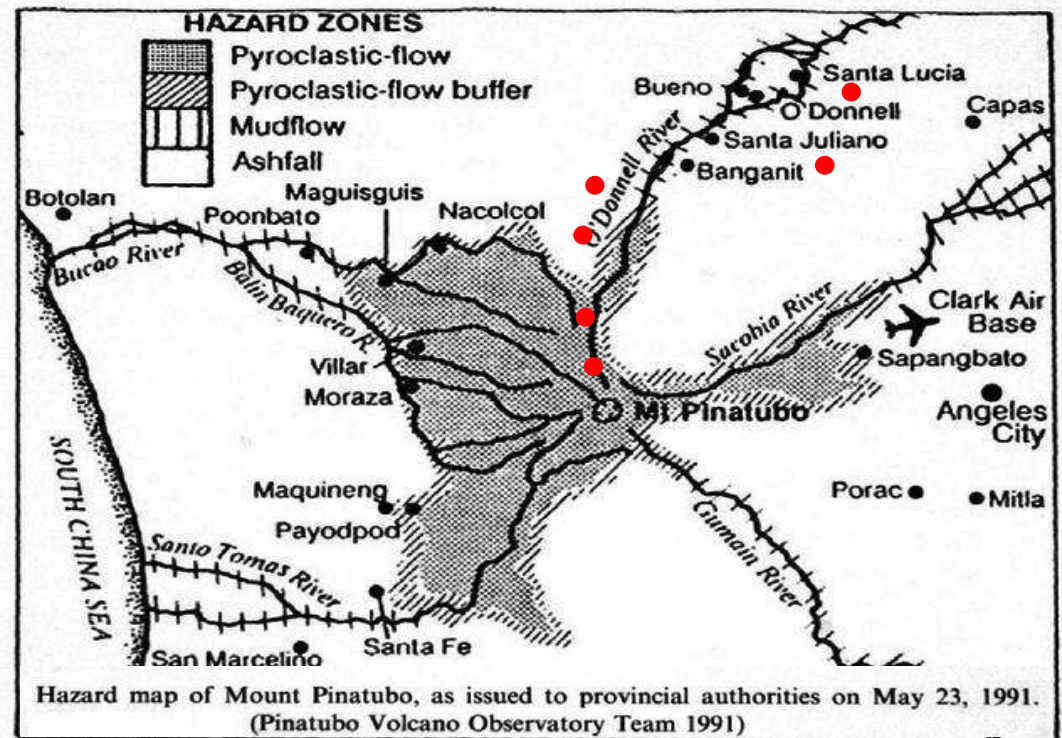 HAZARD ZONES
Pyroclastic-flow
Pyroclastic-flow buffer
Mudflow
Ashfall
Bueno
Santa Lucia
O'Donnell
Capas
Santa Juliano
Banganit
O'Donnell River
Botolan
Maguisguis
Poonbato
Nacolcol
Bucao River
Balin Baquero R
Sacobia River
Clark Air
Base
Sapangbato
Villar
Moraza
Mt Pinatubo
Angeles
City
SOUTH CHINA SEA
Maquineng
Payodpod
Porac
Mitla
Gumain River
Santo Tomas River
Santa Fe
San Marcelino
Hazard map of Mount Pinatubo, as issued to provincial authorities on May 23, 1991.
(Pinatubo Volcano Observatory Team 1991)